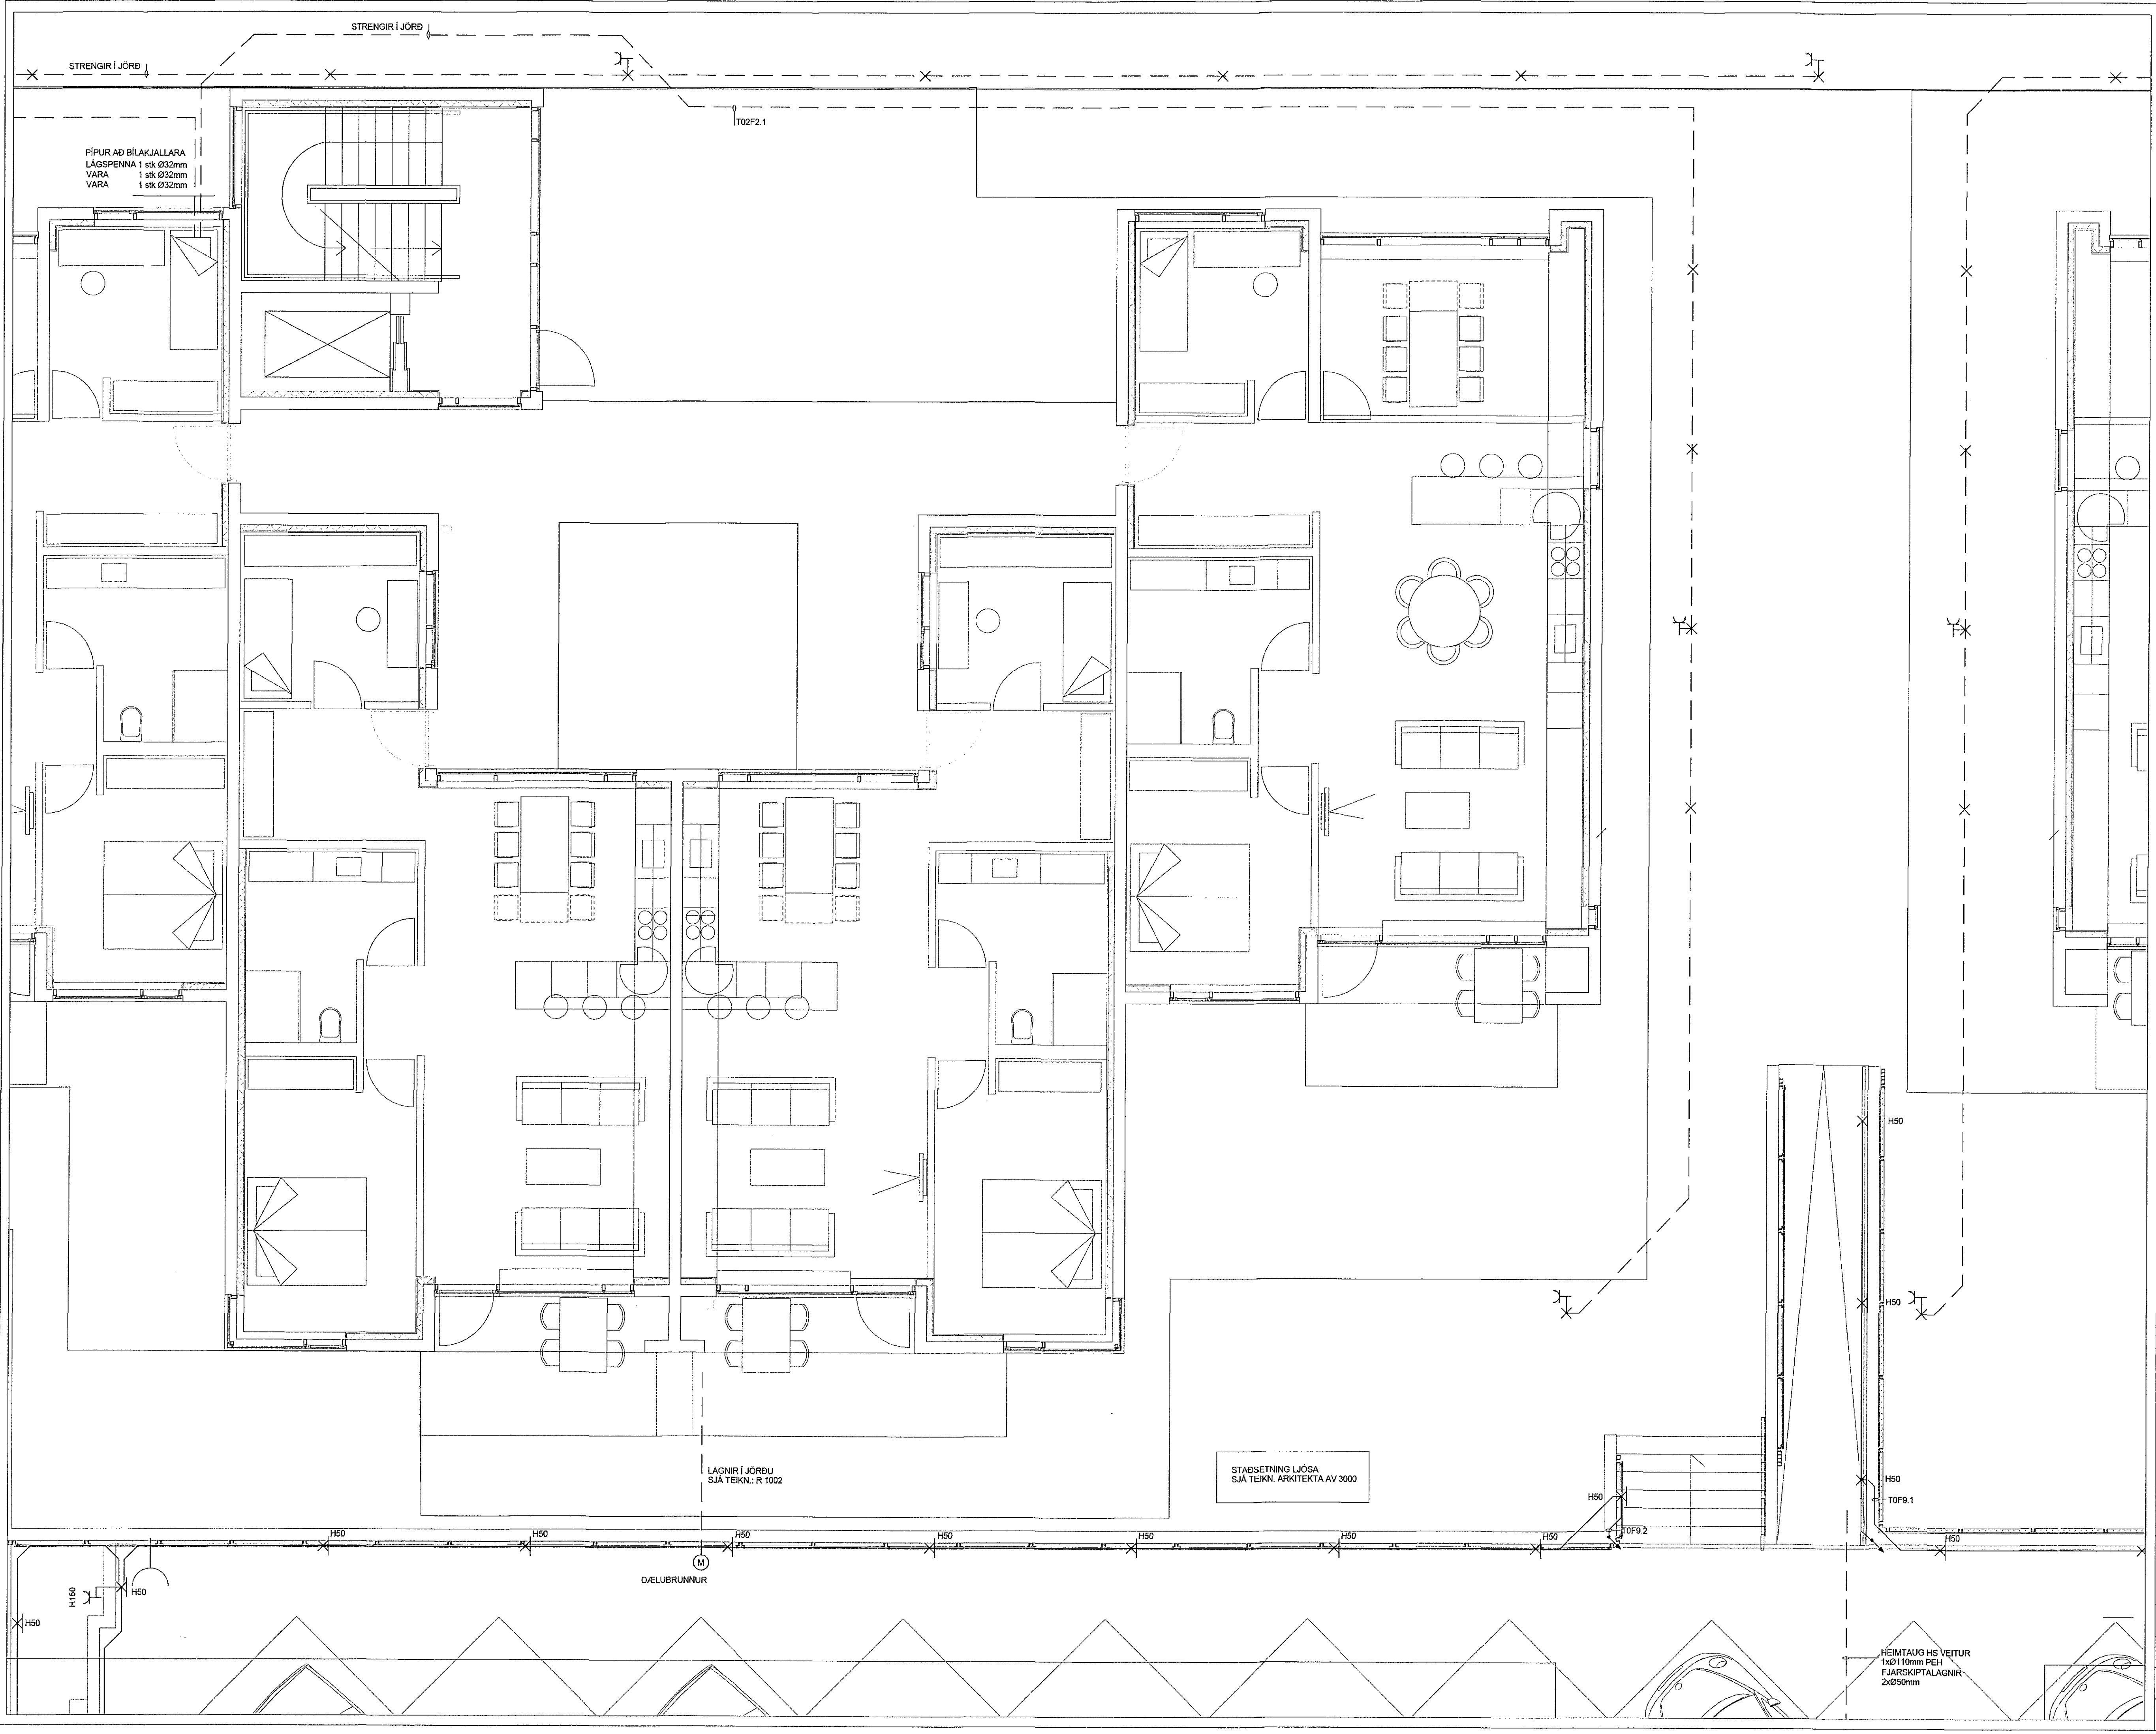 STRENGIR Í JÖRÐ
STRENGIR Í JÖRÐ
T02F2.1
PÍPUR AÐ BÍLAKJALLARA
LÁGSPENNA 1 stk Ø32mm
VARA 1 stk Ø32mm
VARA 1 stk Ø32mm
H50
H50
H50
T0F9.1
LAGNIR Í JÖRÐU
SJÁ TEIKN.: R 1002
STAÐSETNING LJÓSA
SJÁ TEIKN. ARKITEKTA AV 3000
H50
T0F9.2
H50
H50
H50
H50
H50
H50
H50
H50
M
DÆLUBRUNNUR
H150
H50
H50
HEIMTAUG HS VEITUR
1xØ110mm PEH
FJARSKIPTALAGNIR
2xØ50mm